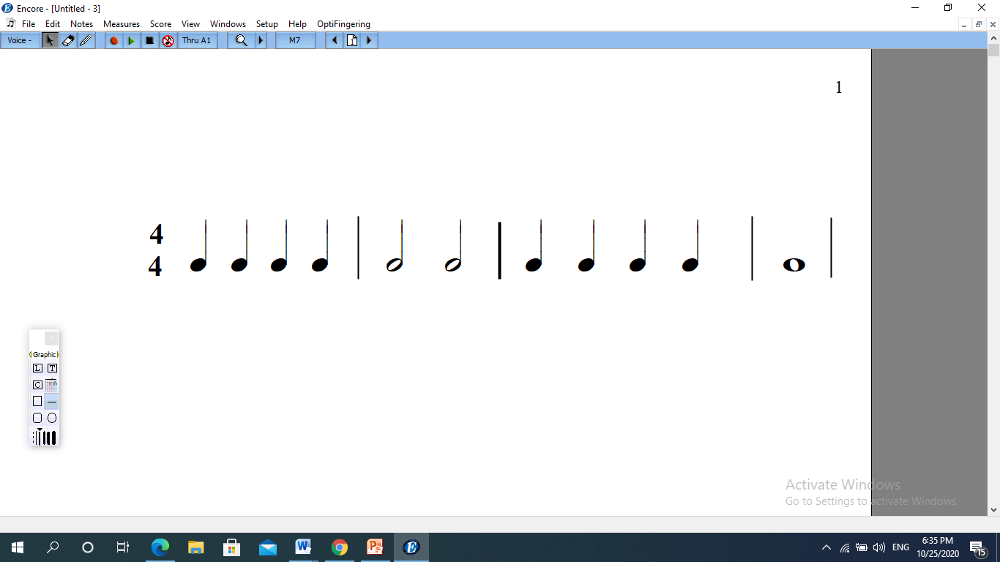 Encore - [Untitled - 3]
File Edit Notes Measures Score View Windows Setup Help OptiFingering
Voice - Thru A1 M7 1
1
4
4
(Graphic)
L T
C
Activate Windows
Go to Settings to activate Windows.
ENG
6:35 PM
10/25/2020
15